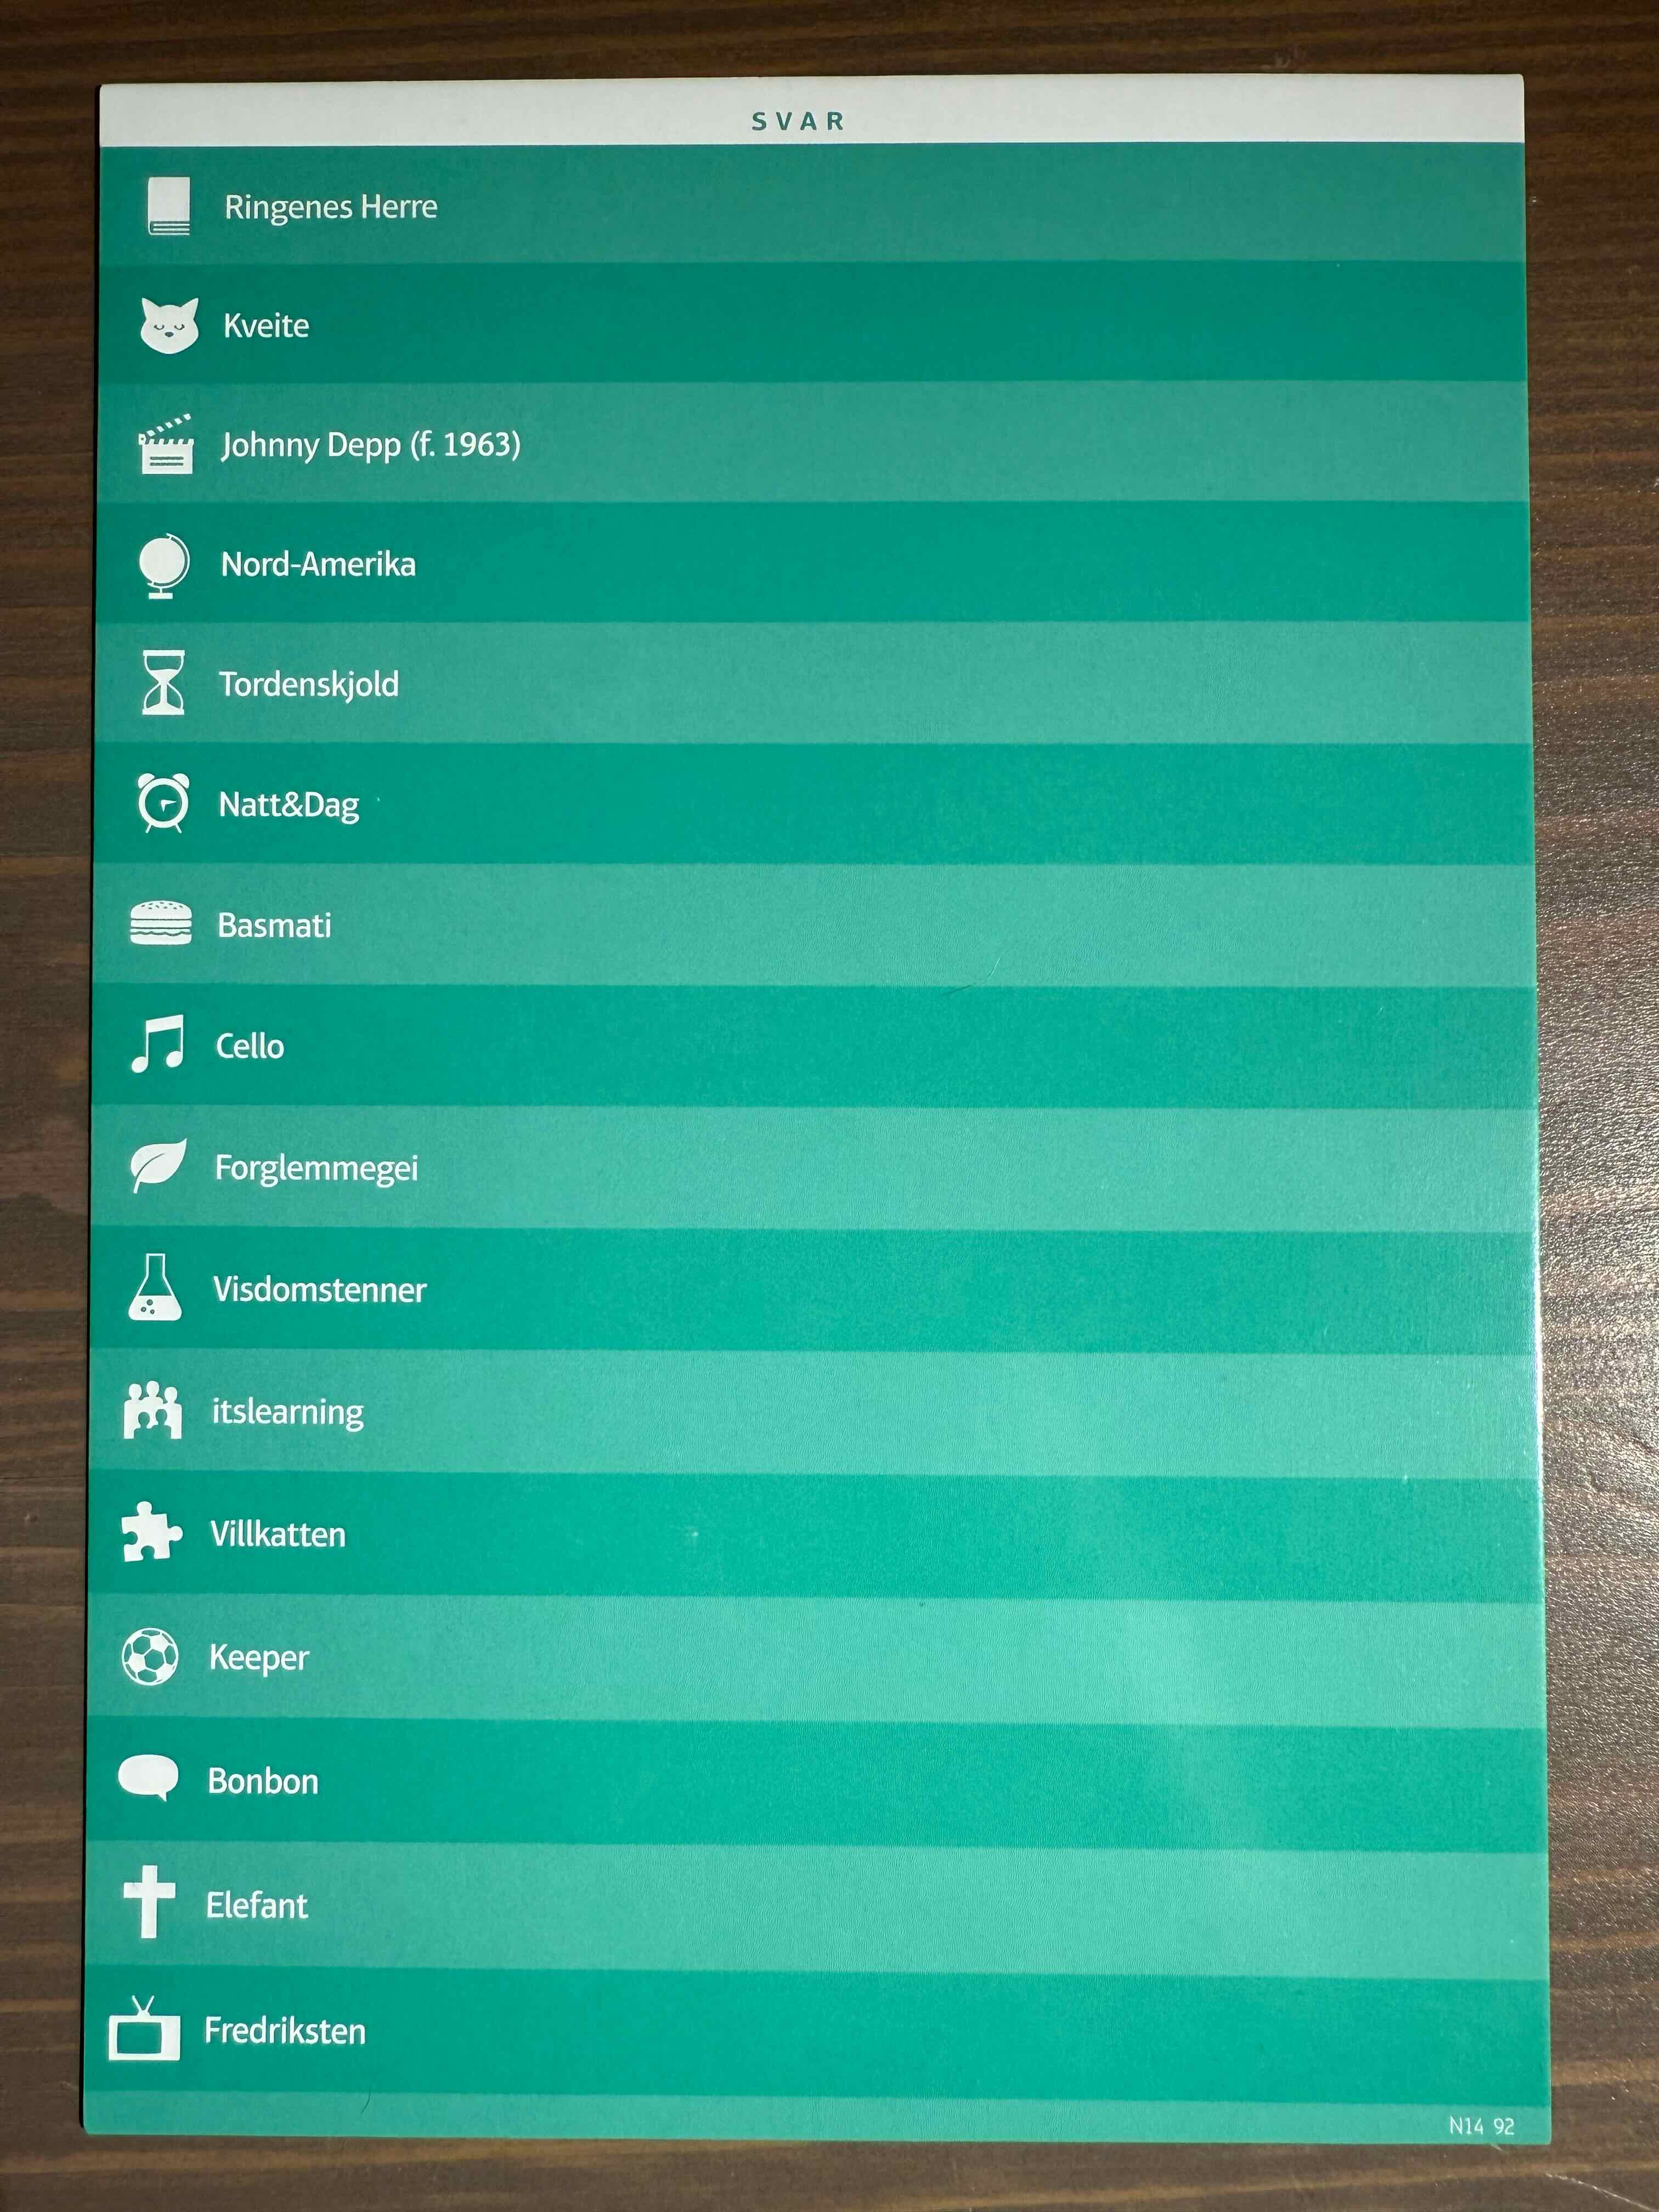 SVAR
Ringenes Herre
Kveite
Johnny Depp (f. 1963)
Nord-Amerika
Tordenskjold
Natt&Dag
Basmati
Cello
Forglemmegei
Visdomstenner
itslearning
Villkatten
Keeper
Bonbon
Elefant
Fredriksten
N14 92